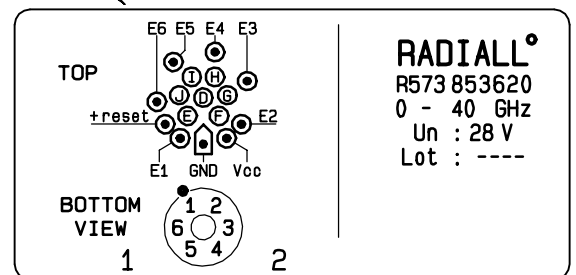 E6 E5 E4 E3
TOP
I H
J D G
E F
+reset E2
E1 GND Vcc
BOTTOM
VIEW
1 2
6 3
5 4
1 2
RADIALL°
R573 853620
0 - 40 GHz
Un : 28 V
Lot : ----